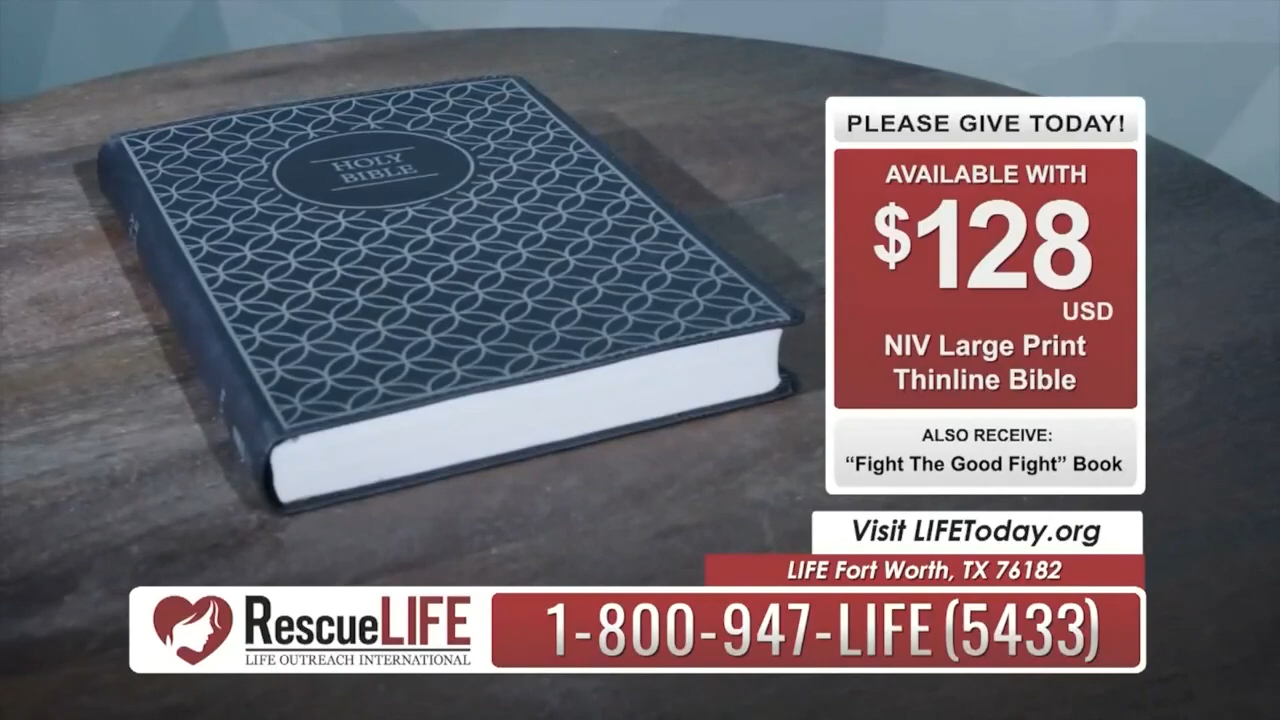 HOLY
BIBLE
PLEASE GIVE TODAY!
AVAILABLE WITH
$128
USD
NIV Large Print
Thinline Bible
ALSO RECEIVE:
“Fight The Good Fight” Book
Visit LIFEToday.org
LIFE Fort Worth, TX 76182
RescueLIFE
LIFE OUTREACH INTERNATIONAL
1-800-947-LIFE (5433)